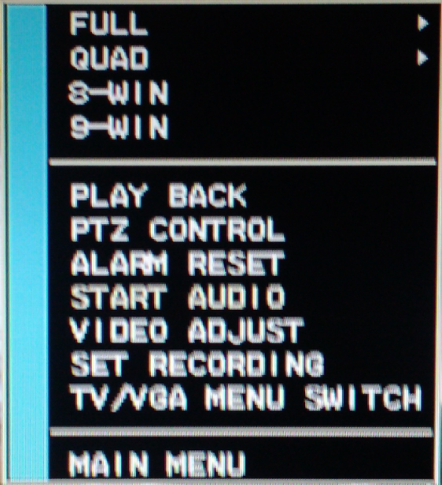 FULL
QUAD
8-WIN
9-WIN
PLAY BACK
PTZ CONTROL
ALARM RESET
START AUDIO
VIDEO ADJUST
SET RECORDING
TV/VGA MENU SWITCH
MAIN MENU